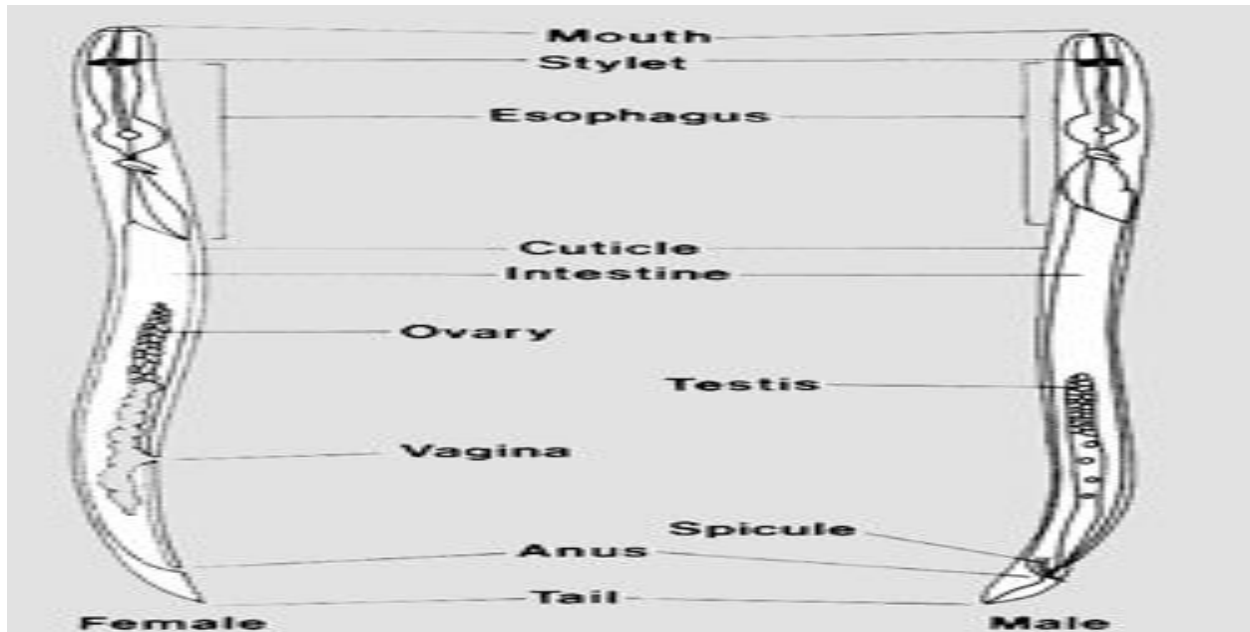 Mouth
Stylet
Esophagus
Cuticle
Intestine
Ovary
Testis
Vagina
Spicule
Anus
Tail
Female
Male